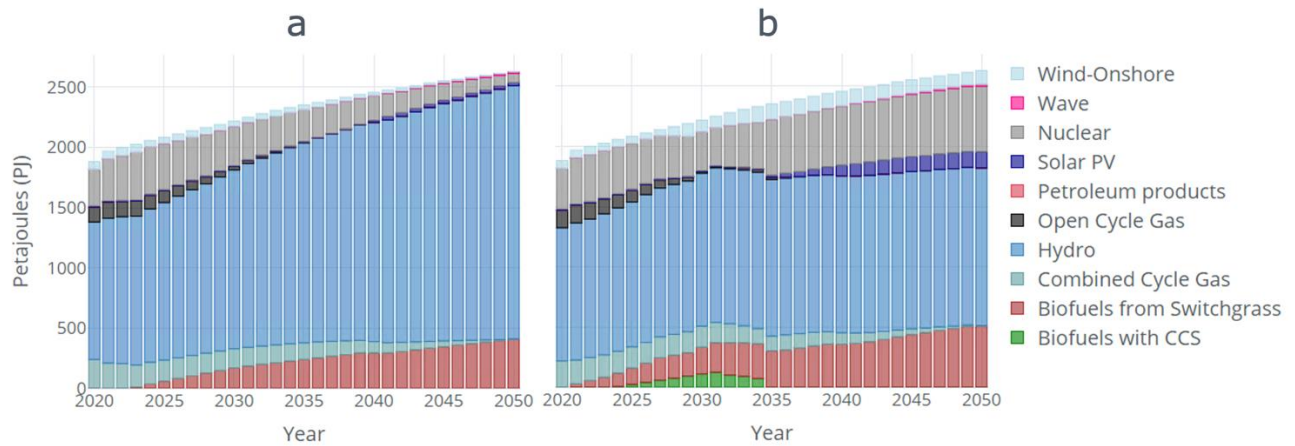 a
b
Petajoules (PJ)
2500
2000
1500
1000
500
0
2020
2025
2030
2035
2040
2045
2050
Year
2020
2025
2030
2035
2040
2045
2050
Year
Wind-Onshore
Wave
Nuclear
Solar PV
Petroleum products
Open Cycle Gas
Hydro
Combined Cycle Gas
Biofuels from Switchgrass
Biofuels with CCS